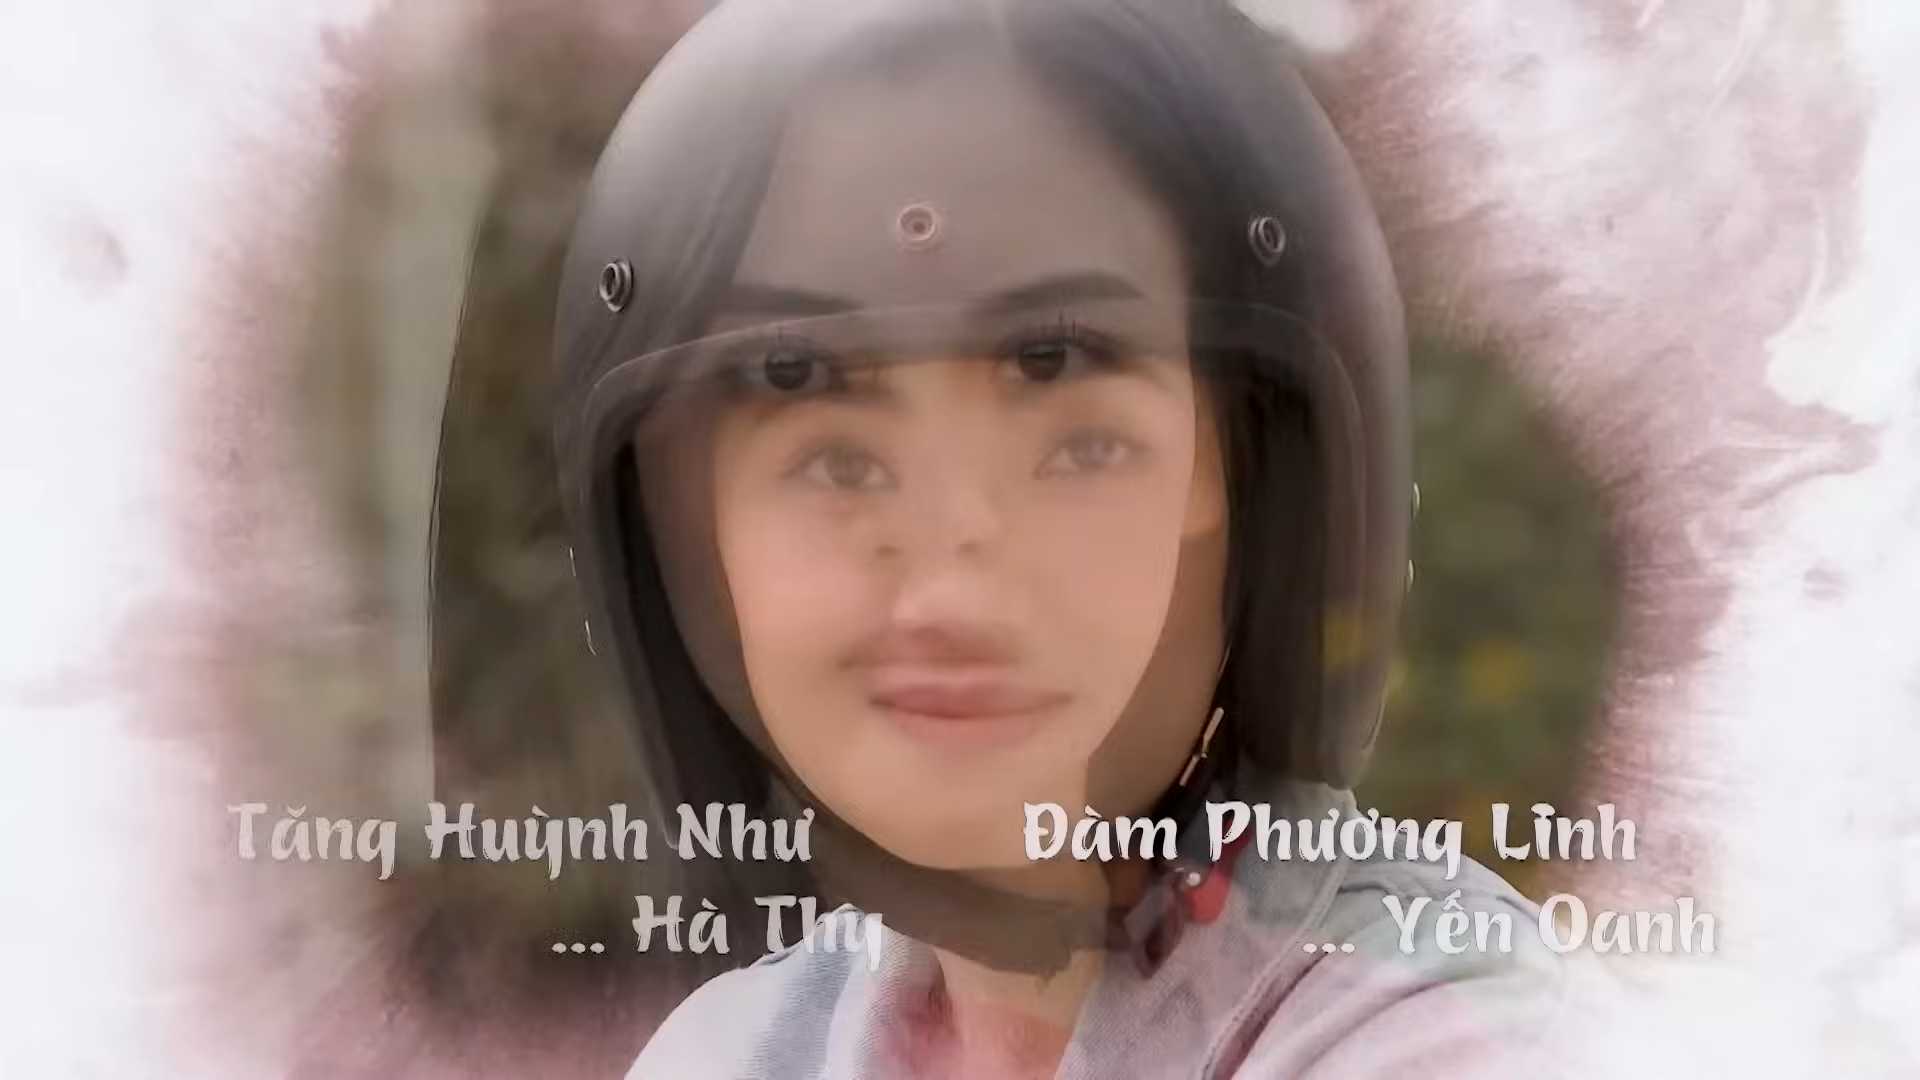 Tăng Huỳnh Như
... Hà Thy
Đàm Phương Linh
... Yến Oanh